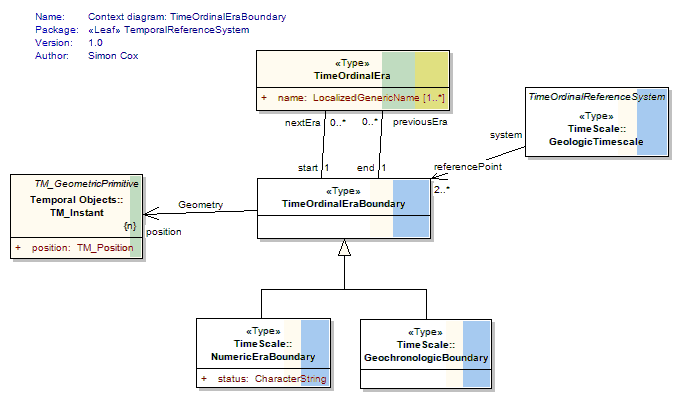 Name: Context diagram: TimeOrdinalEraBoundary
Package: «Leaf» TemporalReferenceSystem
Version: 1.0
Author: Simon Cox
«Type»
TimeOrdinalEra
+ name: LocalizedGenericName [1..*]
nextEra 0..* 0..* previousEra
TimeOrdinalReferenceSystem
«Type»
TimeScale::
GeologicTimescale
system
start 1 end 1
referencePoint
2..*
«Type»
TimeOrdinalEraBoundary
TM_GeometricPrimitive
Temporal Objects::
TM_Instant
{n}
+ position: TM_Position
Geometry
position
«Type»
TimeScale::
NumericEraBoundary
+ status: CharacterString
«Type»
TimeScale::
GeochronologicBoundary